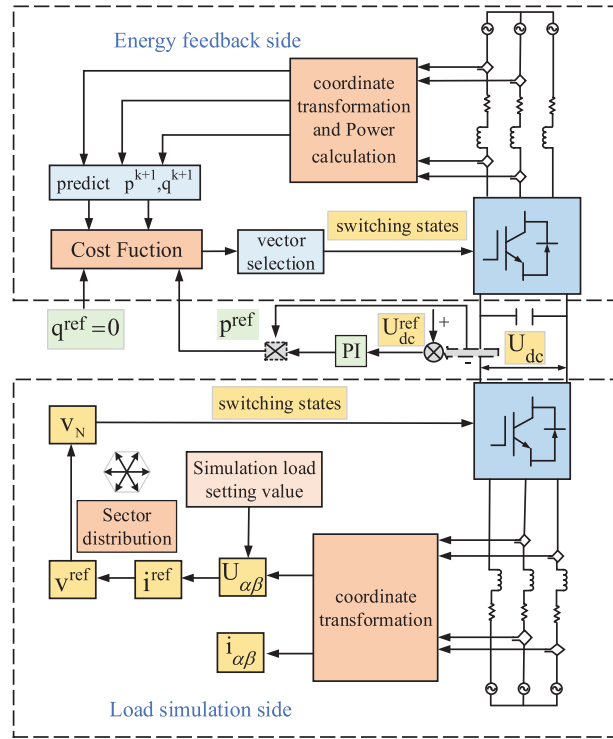 Energy feedback side
coordinate
transformation
and Power
calculation
predict p^{k+1},q^{k+1}
Cost Fuction
vector
selection
switching states
q^{ref}=0
p^{ref}
PI
U_{dc}^{ref}
+
-
U_{dc}
switching states
v_N
Simulation load
setting value
Sector
distribution
v^{ref}
i^{ref}
U_{αβ}
coordinate
transformation
i_{αβ}
Load simulation side